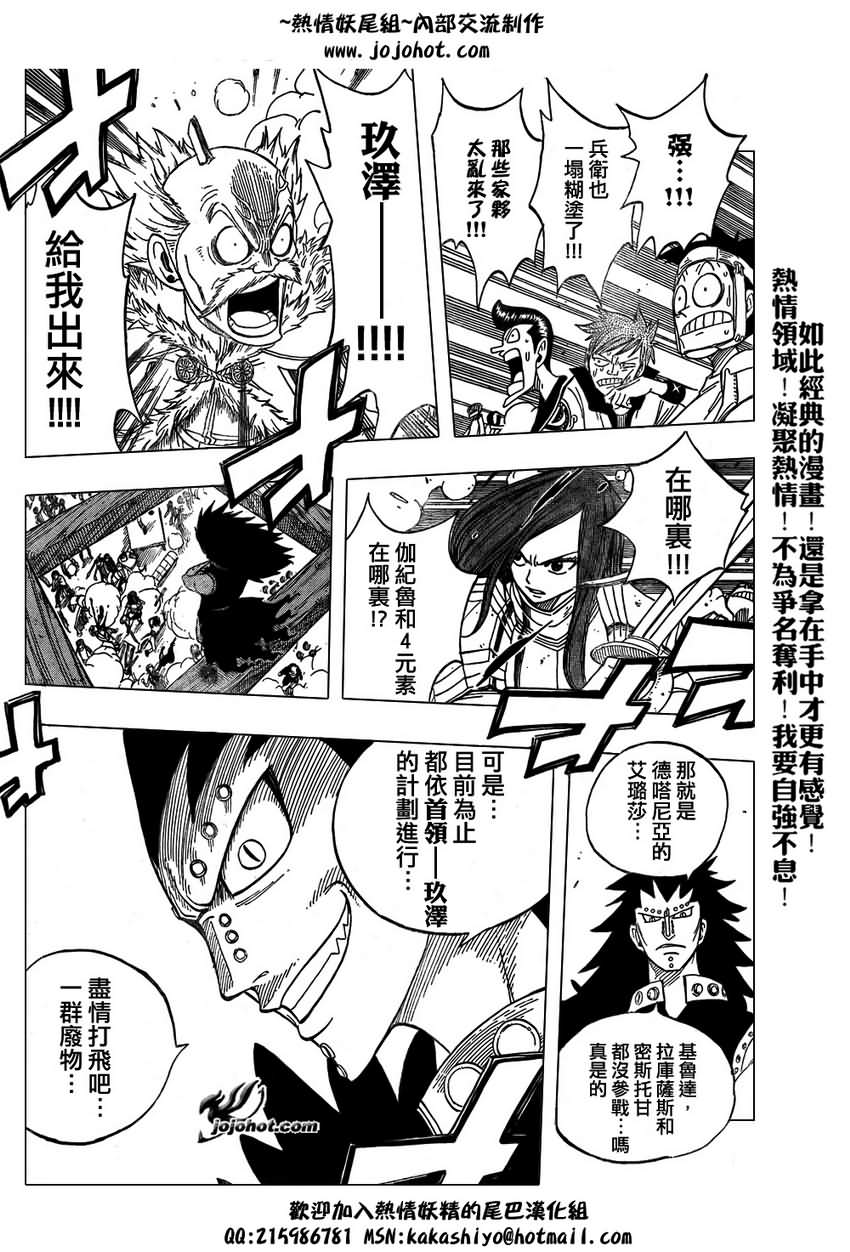 ~熱情妖尾組~內部交流制作
www.jojohot.com
强…!!!
兵衛也
一塌糊塗了!!!
那些家夥
太亂來了!!!
玖澤——!!!!
給我出來!!!!
在哪裏!!!
伽紀魯和4元素
在哪裏!?
那就是
德嗒尼亞的
艾璐莎…
基魯達，
拉庫薩斯和
密斯托甘
都沒參戰…嗎
真是的
可是…
目前為止
都依首領—玖澤
的計劃進行…
盡情打飛吧…
一群廢物…
如此經典的漫畫！還是拿在手中才更有感覺！
熱情領域！凝聚熱情！不為爭名奪利！我要自強不息！
jojohot.com
歡迎加入熱情妖精的尾巴漢化組
QQ:215986781 MSN:kakashiyo@hotmail.com